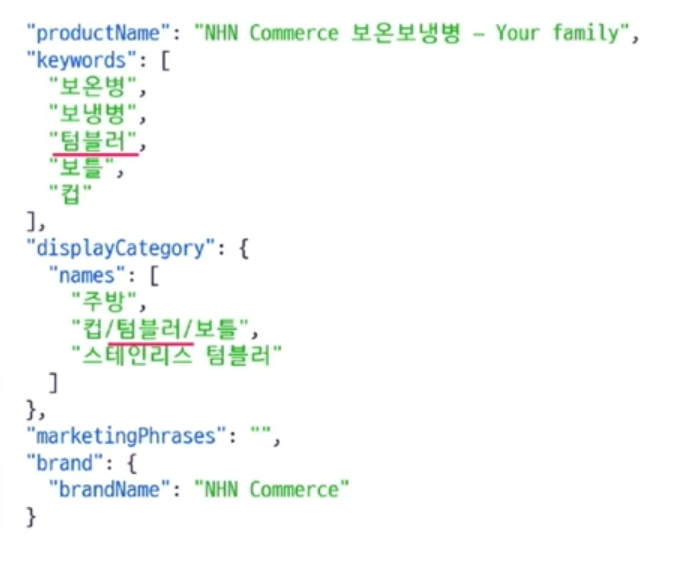 "productName": "NHN Commerce 보온보냉병 – Your family",
"keywords": [
"보온병",
"보냉병",
"텀블러",
"보틀",
"컵"
],
"displayCategory": {
"names": [
"주방",
"컵/텀블러/보틀",
"스테인리스 텀블러"
]
},
"marketingPhrases": "",
"brand": {
"brandName": "NHN Commerce"
}